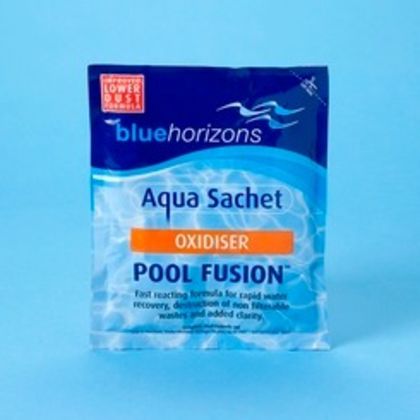 IMPROVED
LOWER
DUST
FORMULA
bluehorizons
Aqua Sachet
OXIDISER
POOL FUSION™
Fast reacting formula for rapid water
recovery, destruction of non filterable
wastes and added clarity.